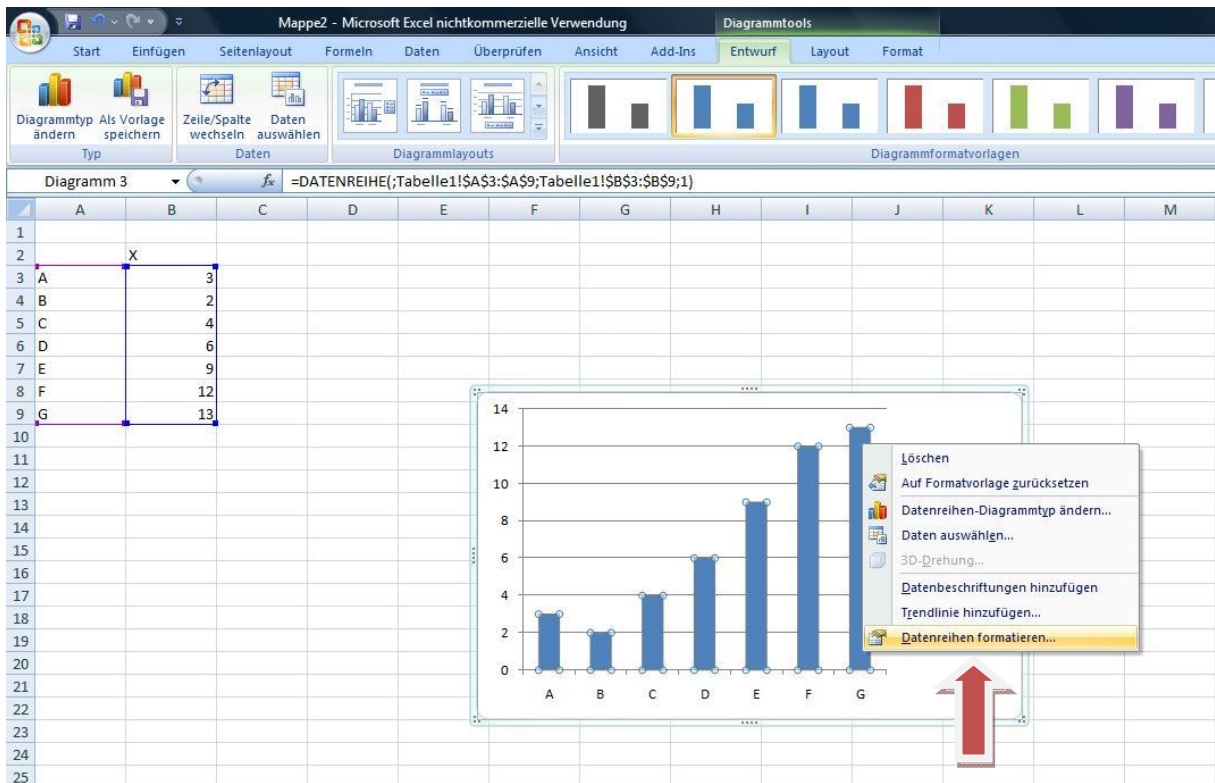 Mappe2 - Microsoft Excel nichtkommerzielle Verwendung
Diagrammtools
Start Einfügen Seitenlayout Formeln Daten Überprüfen Ansicht Add-Ins Entwurf Layout Format
Diagrammtyp ändern
Als Vorlage speichern
Zeile/Spalte wechseln
Daten auswählen
Typ Daten Diagrammlayouts Diagrammformatvorlagen
Diagramm 3 fx =DATENREIHE(;Tabelle1!$A$3:$A$9;Tabelle1!$B$3:$B$9;1)
A B C D E F G H I J K L M
1
2 X
3 A 3
4 B 2
5 C 4
6 D 6
7 E 9
8 F 12
9 G 13
10
11
12
13
14
15
16
17
18
19
20
21
22
23
24
25
14
12
10
8
6
4
2
0
A B C D E F G
Löschen
Auf Formatvorlage zurücksetzen
Datenreihen-Diagrammtyp ändern...
Daten auswählen...
3D-Drehung...
Datenbeschriftungen hinzufügen
Trendlinie hinzufügen...
Datenreihen formatieren...